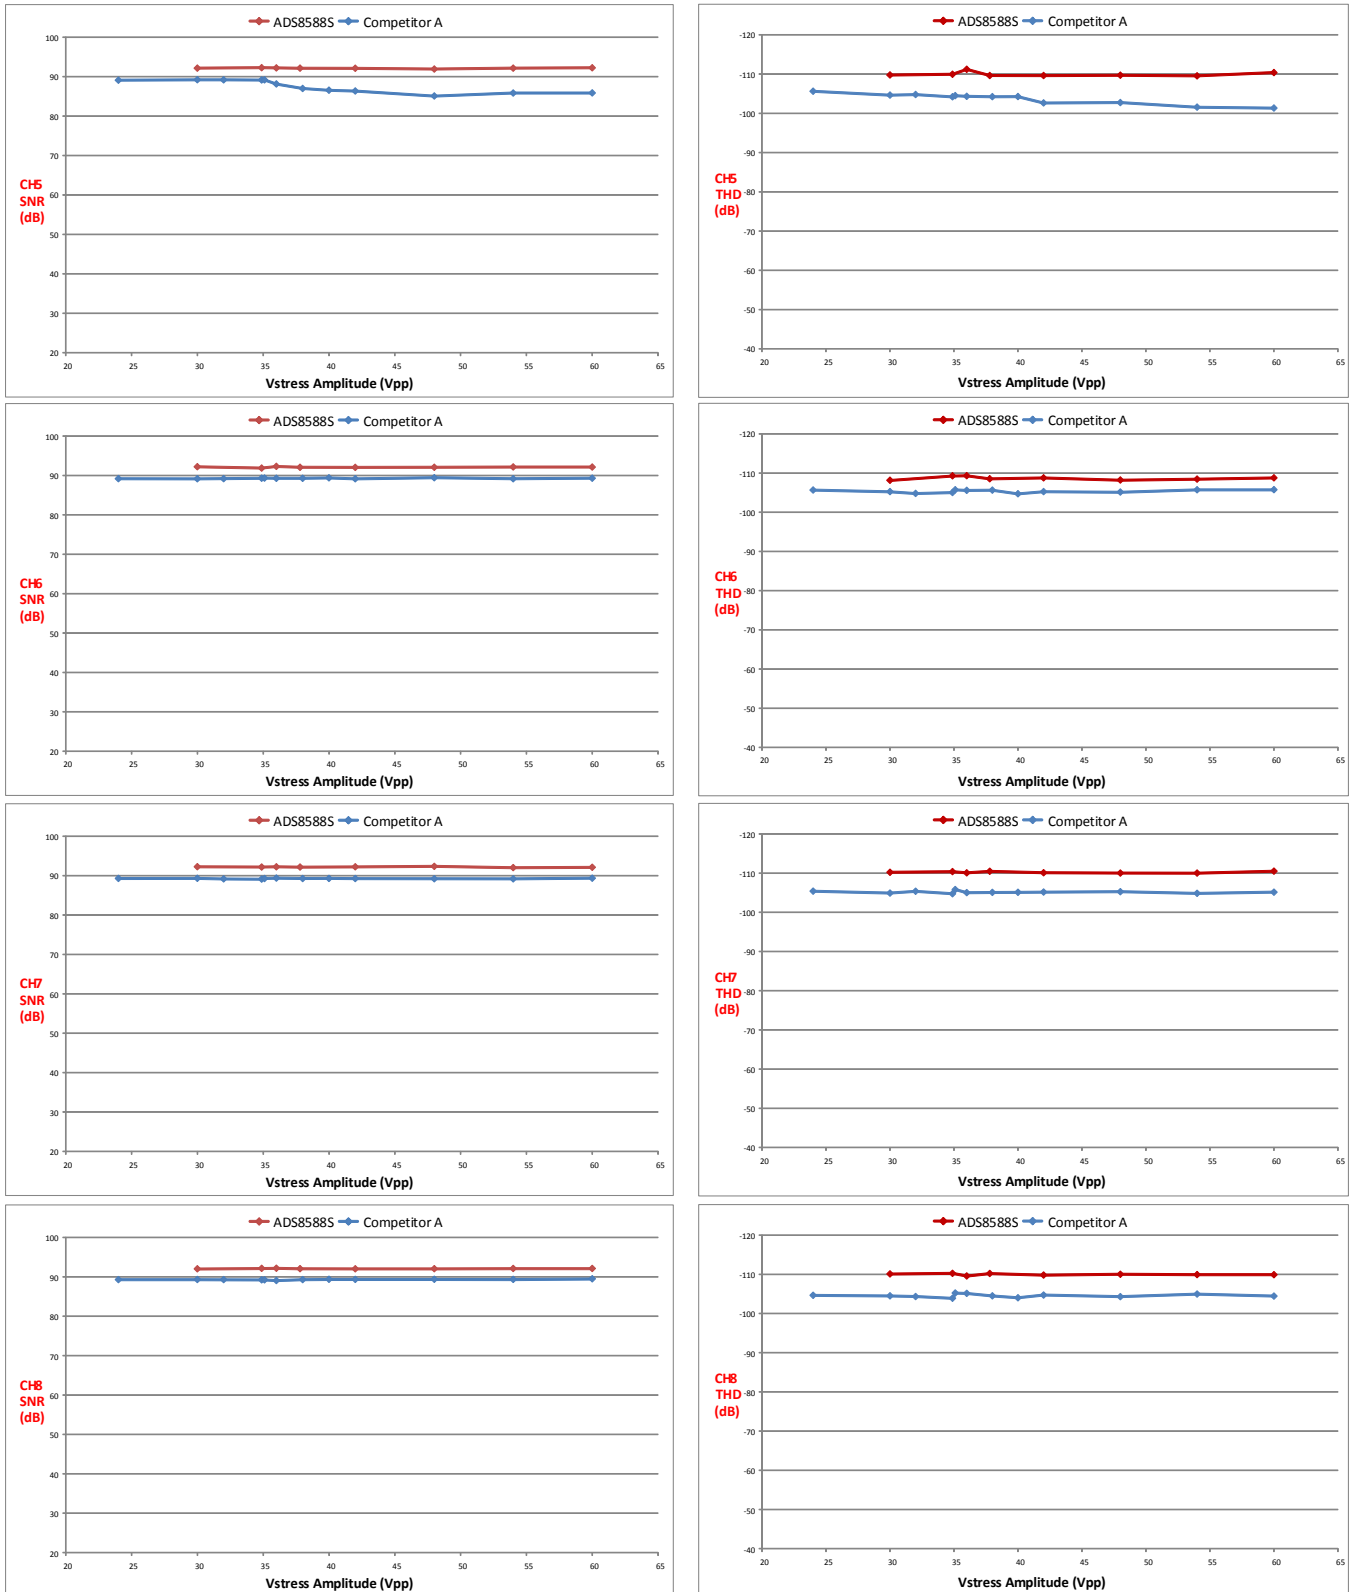 ADS8588S Competitor A
100
90
80
70
60
50
40
30
20
CH5
SNR
(dB)
20 25 30 35 40 45 50 55 60 65
Vstress Amplitude (Vpp)
ADS8588S Competitor A
-120
-110
-100
-90
-80
-70
-60
-50
-40
CH5
THD
(dB)
20 25 30 35 40 45 50 55 60 65
Vstress Amplitude (Vpp)
ADS8588S Competitor A
100
90
80
70
60
50
40
30
20
CH6
SNR
(dB)
20 25 30 35 40 45 50 55 60 65
Vstress Amplitude (Vpp)
ADS8588S Competitor A
-120
-110
-100
-90
-80
-70
-60
-50
-40
CH6
THD
(dB)
20 25 30 35 40 45 50 55 60 65
Vstress Amplitude (Vpp)
ADS8588S Competitor A
100
90
80
70
60
50
40
30
20
CH7
SNR
(dB)
20 25 30 35 40 45 50 55 60 65
Vstress Amplitude (Vpp)
ADS8588S Competitor A
-120
-110
-100
-90
-80
-70
-60
-50
-40
CH7
THD
(dB)
20 25 30 35 40 45 50 55 60 65
Vstress Amplitude (Vpp)
ADS8588S Competitor A
100
90
80
70
60
50
40
30
20
CH8
SNR
(dB)
20 25 30 35 40 45 50 55 60 65
Vstress Amplitude (Vpp)
ADS8588S Competitor A
-120
-110
-100
-90
-80
-70
-60
-50
-40
CH8
THD
(dB)
20 25 30 35 40 45 50 55 60 65
Vstress Amplitude (Vpp)